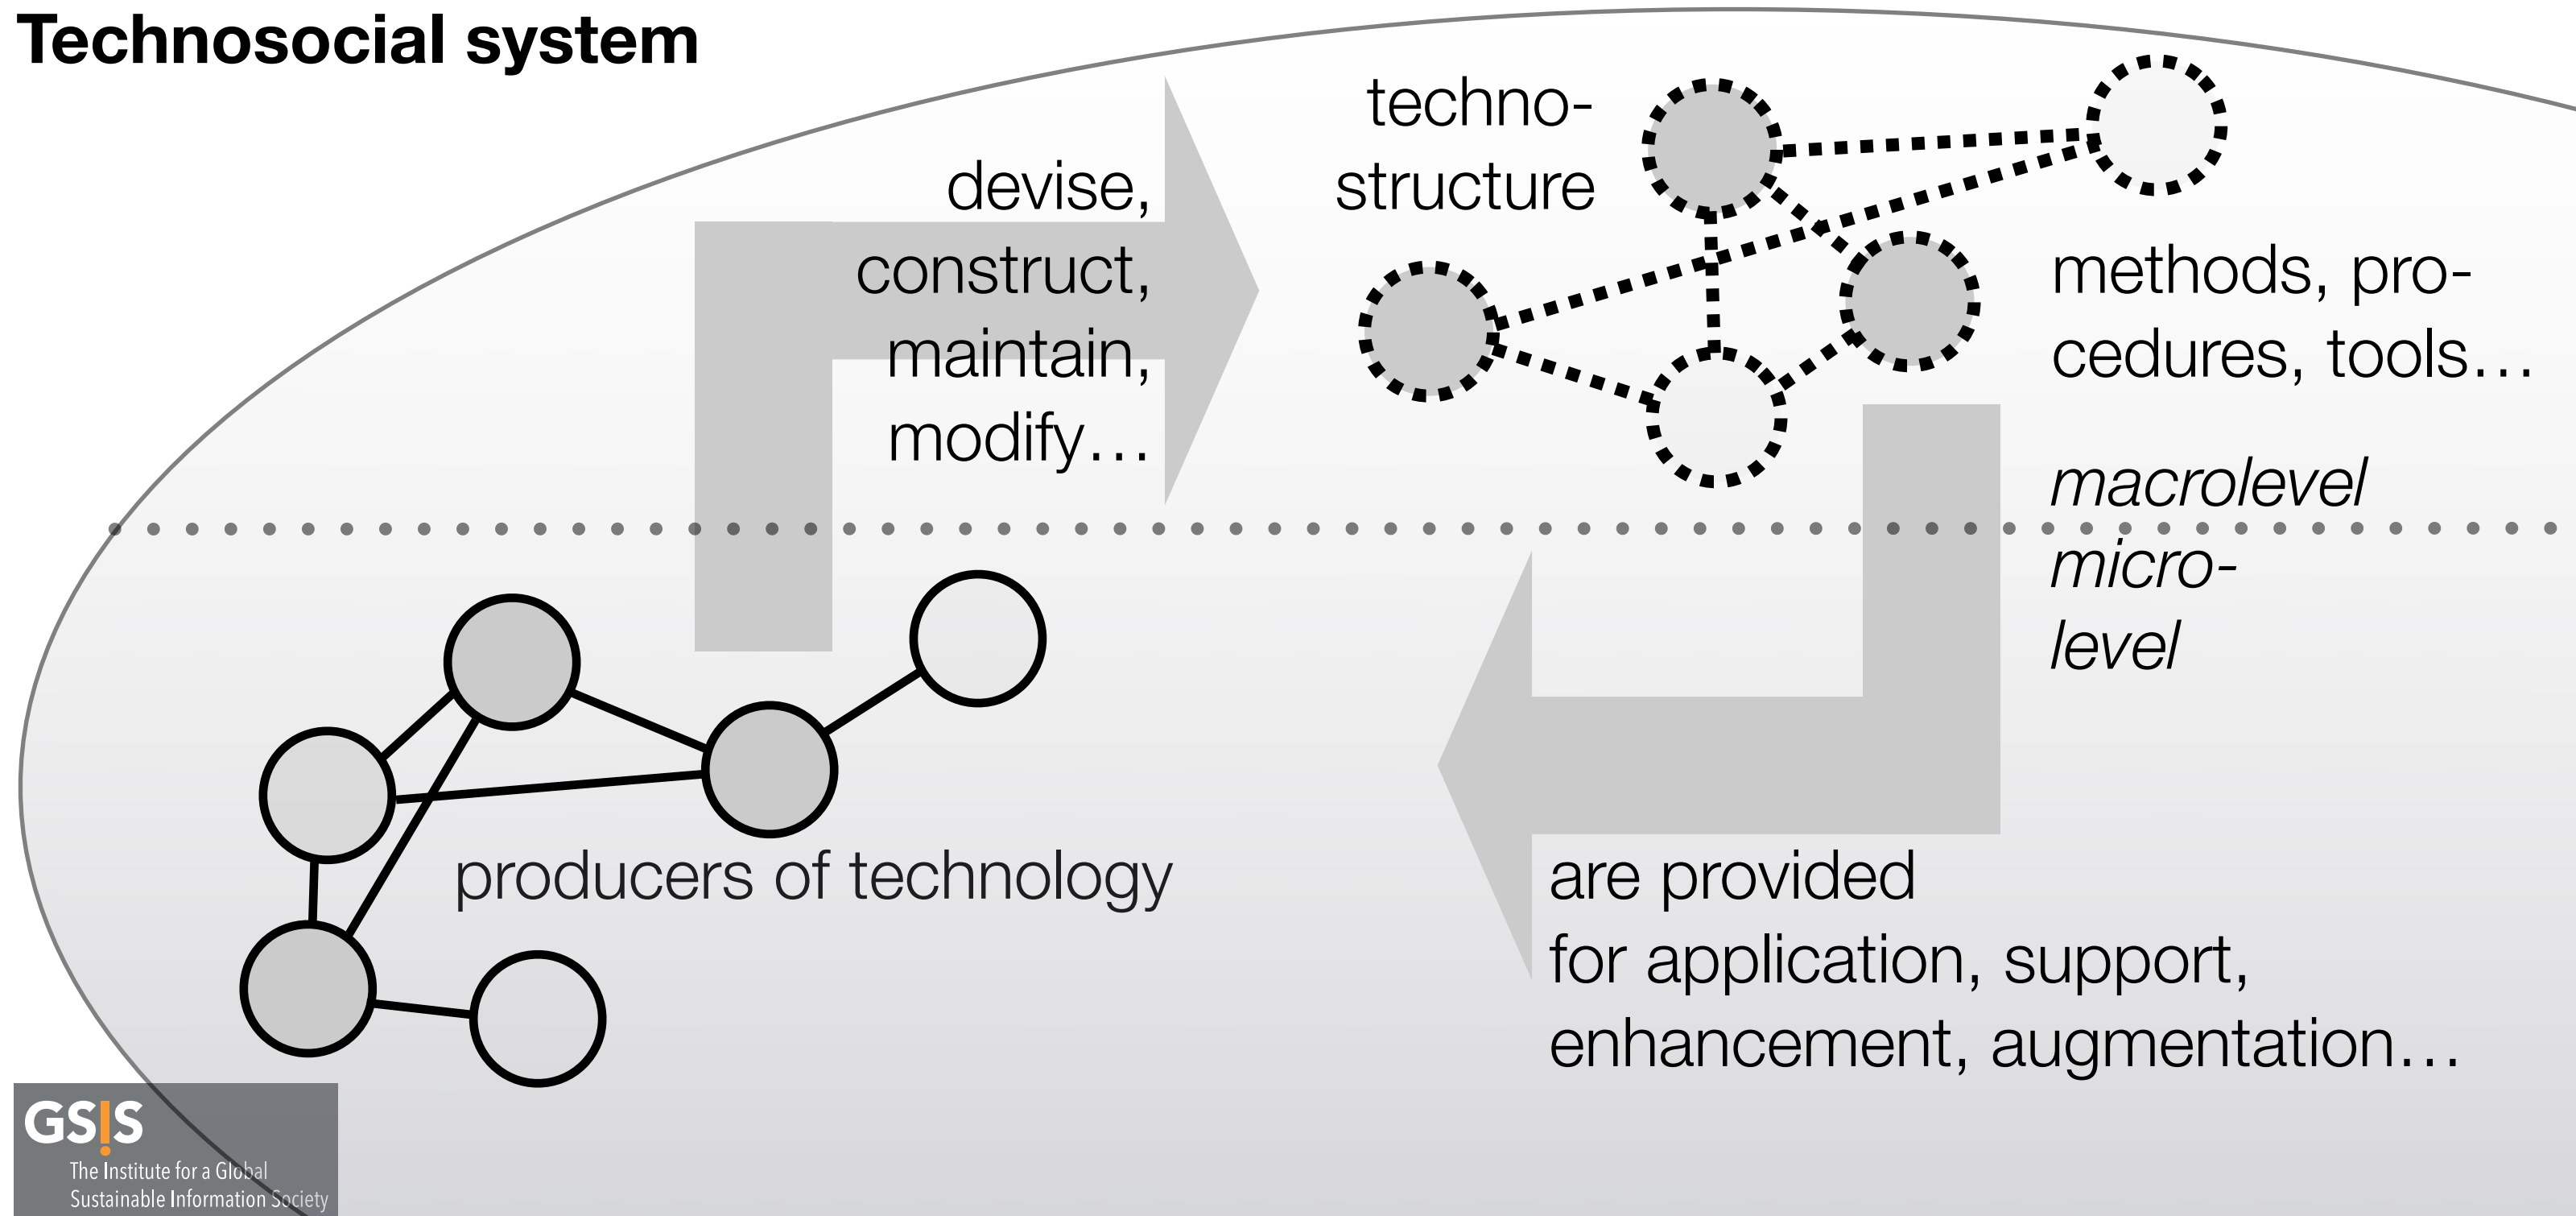 Technosocial system
techno-
structure
devise,
construct,
maintain,
modify…
methods, pro-
cedures, tools…
macrolevel
micro-
level
producers of technology
are provided
for application, support,
enhancement, augmentation…
GS!S
The Institute for a Global
Sustainable Information Society